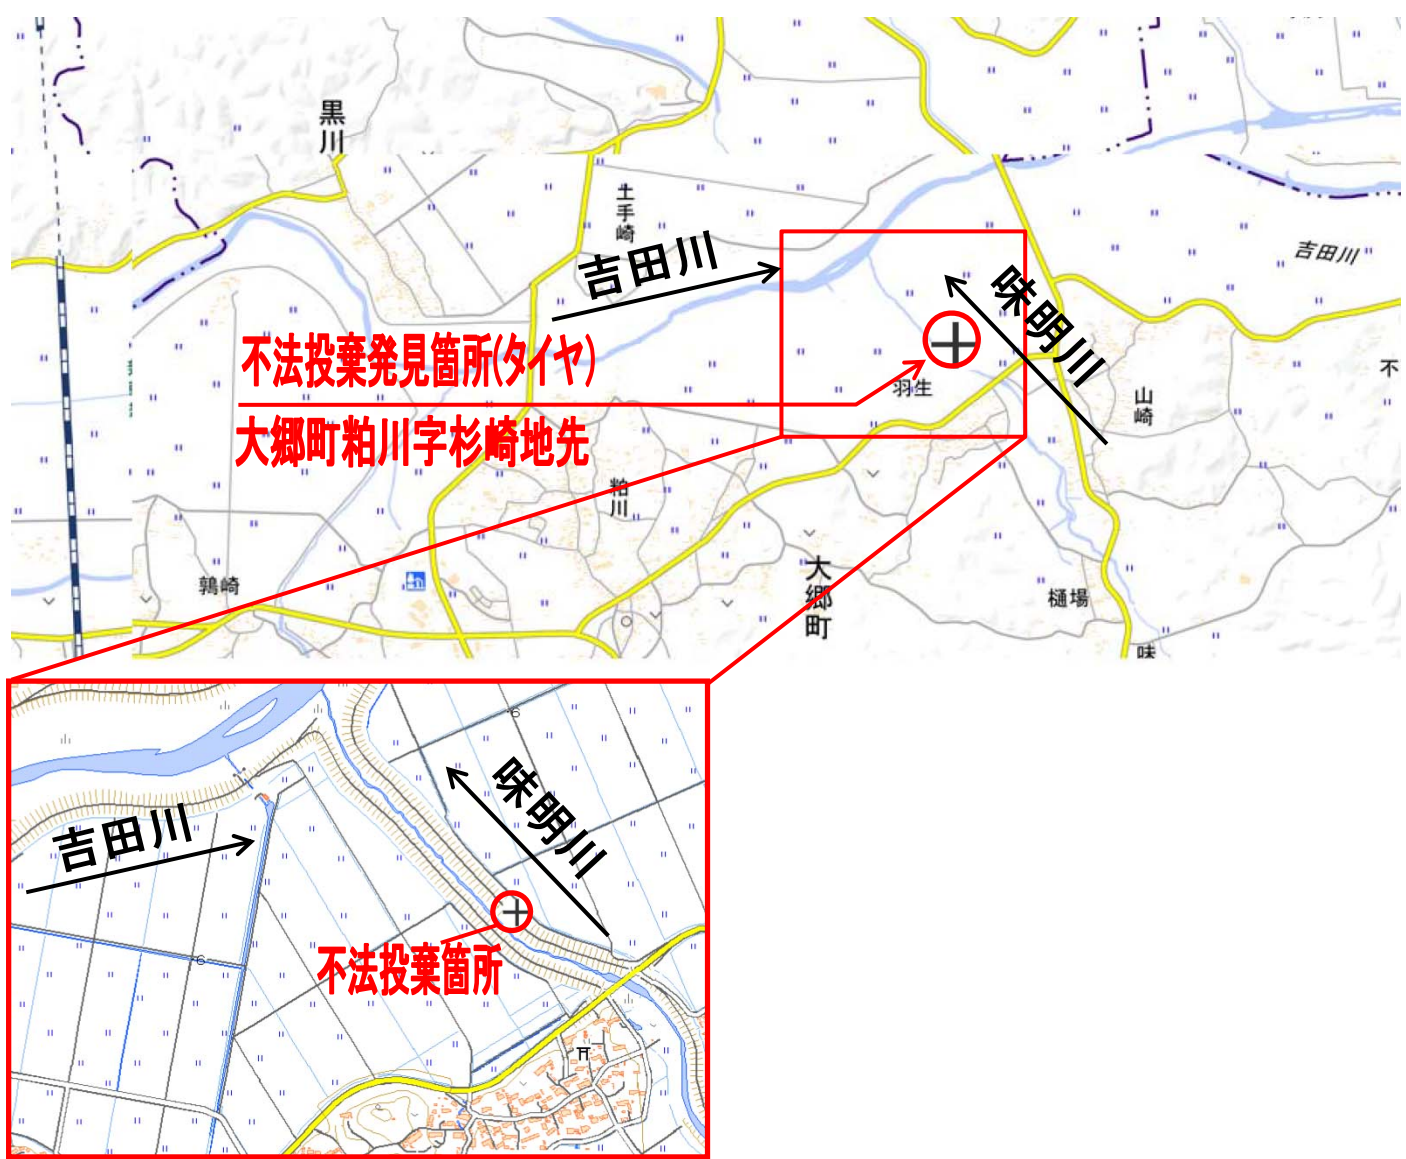 黒川
土手崎
吉田川
吉田川
味明川
不法投棄発見箇所(タイヤ)
大郷町粕川字杉崎地先
羽生
山崎
不
粕川
大郷町
鶉崎
樋場
味
6
味明川
吉田川
不法投棄箇所
6